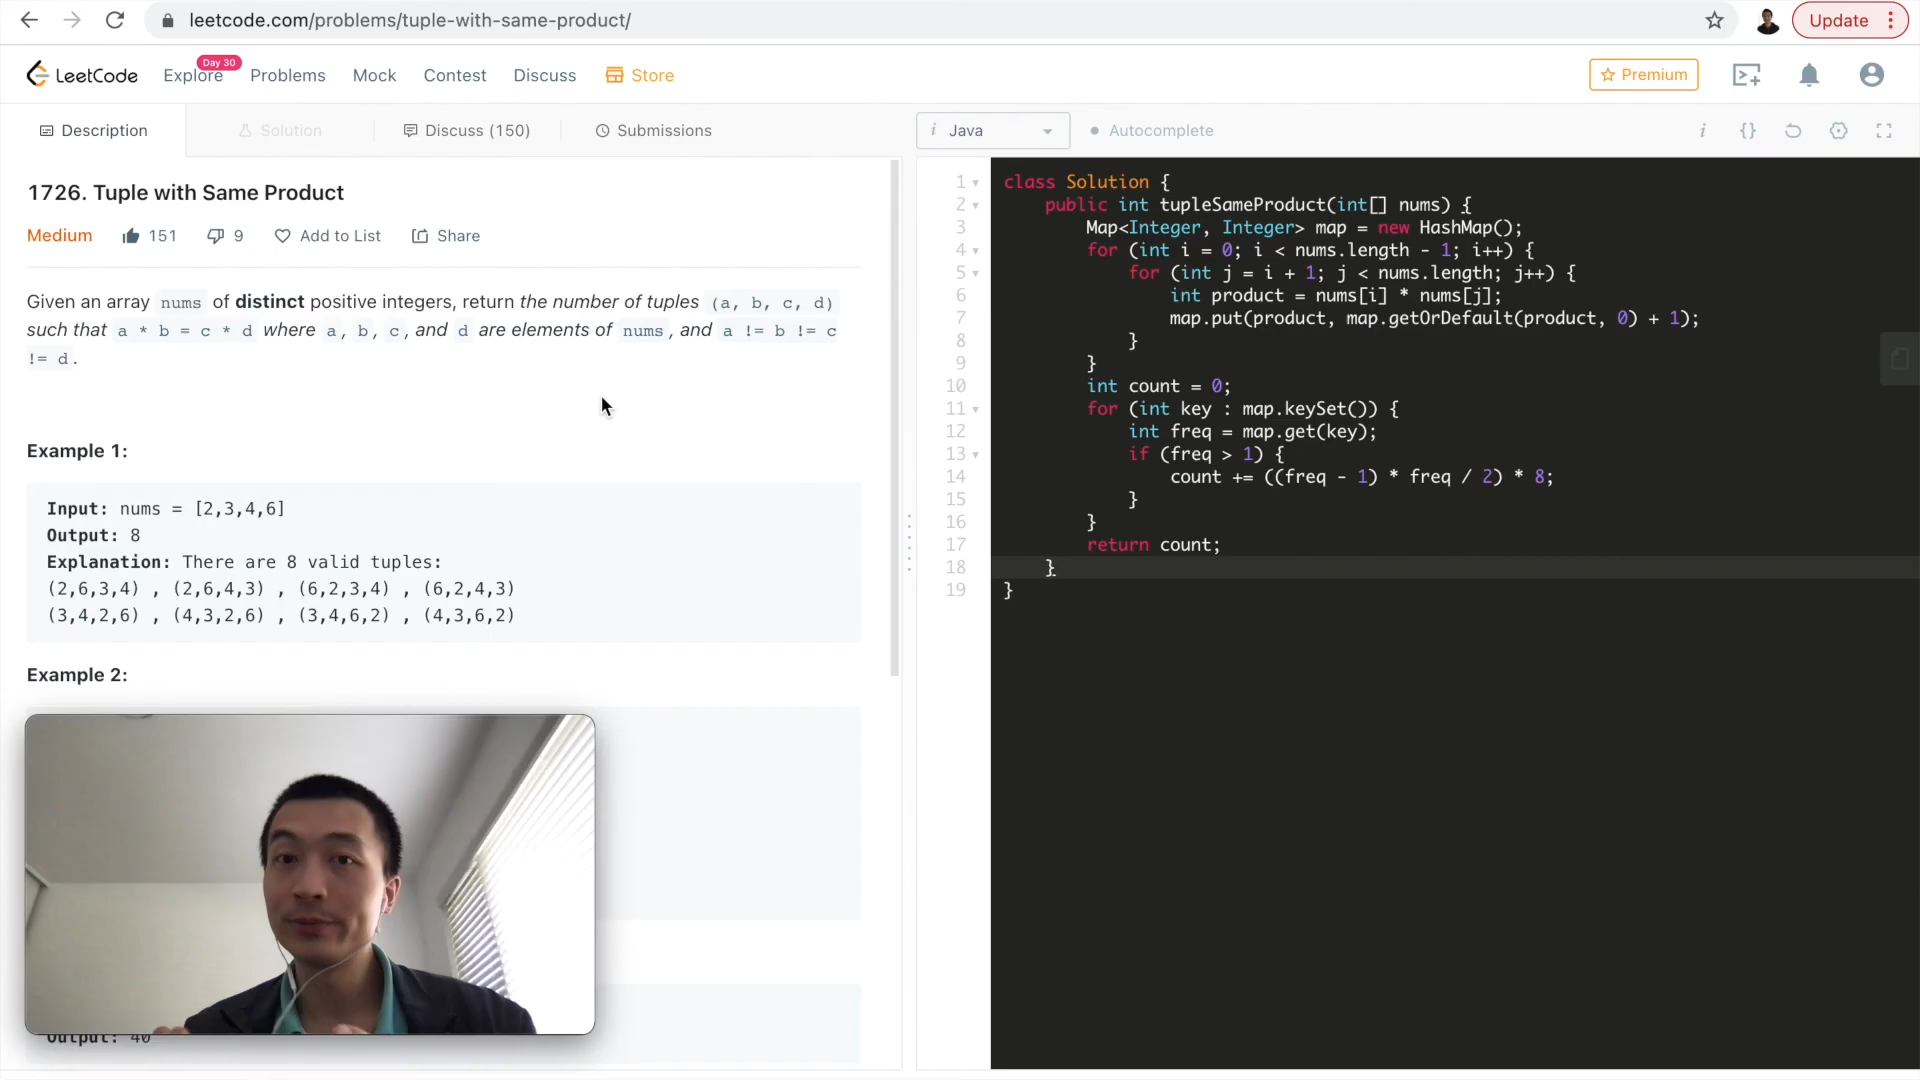 leetcode.com/problems/tuple-with-same-product/
Update
LeetCode
Explore
Day 30
Problems
Mock
Contest
Discuss
Store
Premium
Description
Solution
Discuss (150)
Submissions
i Java
Autocomplete
i
{}
1726. Tuple with Same Product
Medium
151
9
Add to List
Share
Given an array nums of distinct positive integers, return the number of tuples (a, b, c, d)
such that a * b = c * d where a, b, c, and d are elements of nums, and a != b != c
!= d.
Example 1:
Input: nums = [2,3,4,6]
Output: 8
Explanation: There are 8 valid tuples:
(2,6,3,4) , (2,6,4,3) , (6,2,3,4) , (6,2,4,3)
(3,4,2,6) , (4,3,2,6) , (3,4,6,2) , (4,3,6,2)
Example 2:
Output: 40
1 class Solution {
2 public int tupleSameProduct(int[] nums) {
3 Map<Integer, Integer> map = new HashMap();
4 for (int i = 0; i < nums.length - 1; i++) {
5 for (int j = i + 1; j < nums.length; j++) {
6 int product = nums[i] * nums[j];
7 map.put(product, map.getOrDefault(product, 0) + 1);
8 }
9 }
10 int count = 0;
11 for (int key : map.keySet()) {
12 int freq = map.get(key);
13 if (freq > 1) {
14 count += ((freq - 1) * freq / 2) * 8;
15 }
16 }
17 return count;
18 }
19 }